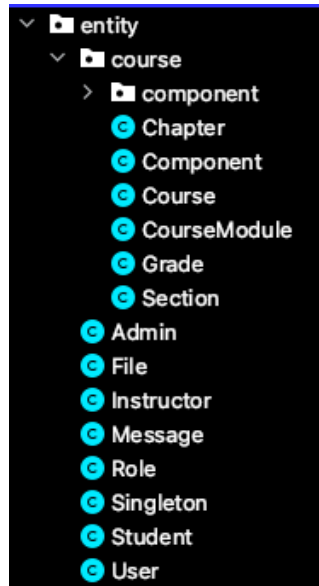 entity
course
component
C Chapter
C Component
C Course
C CourseModule
C Grade
C Section
C Admin
C File
C Instructor
C Message
C Role
C Singleton
C Student
C User